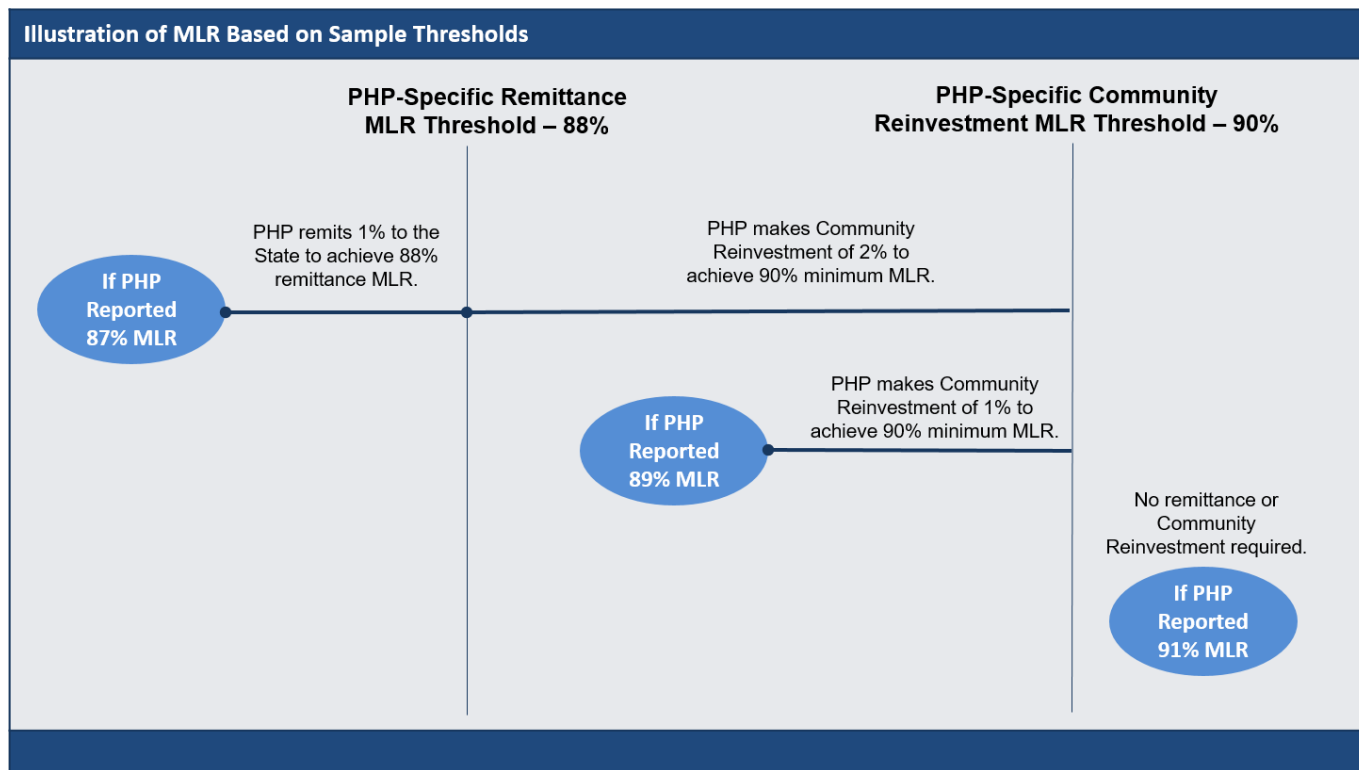 Illustration of MLR Based on Sample Thresholds
PHP-Specific Remittance
MLR Threshold – 88%
PHP-Specific Community
Reinvestment MLR Threshold – 90%
PHP remits 1% to the
State to achieve 88%
remittance MLR.
PHP makes Community
Reinvestment of 2% to
achieve 90% minimum MLR.
If PHP
Reported
87% MLR
PHP makes Community
Reinvestment of 1% to
achieve 90% minimum MLR.
If PHP
Reported
89% MLR
No remittance or
Community
Reinvestment required.
If PHP
Reported
91% MLR